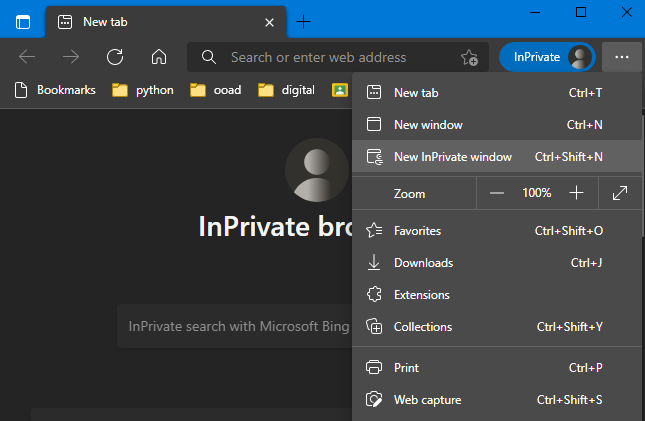 New tab
Search or enter web address
InPrivate
Bookmarks python ooad digital
New tab Ctrl+T
New window Ctrl+N
New InPrivate window Ctrl+Shift+N
Zoom 100%
Favorites Ctrl+Shift+O
Downloads Ctrl+J
Extensions
Collections Ctrl+Shift+Y
Print Ctrl+P
Web capture Ctrl+Shift+S
InPrivate
InPrivate search with Microsoft Bing